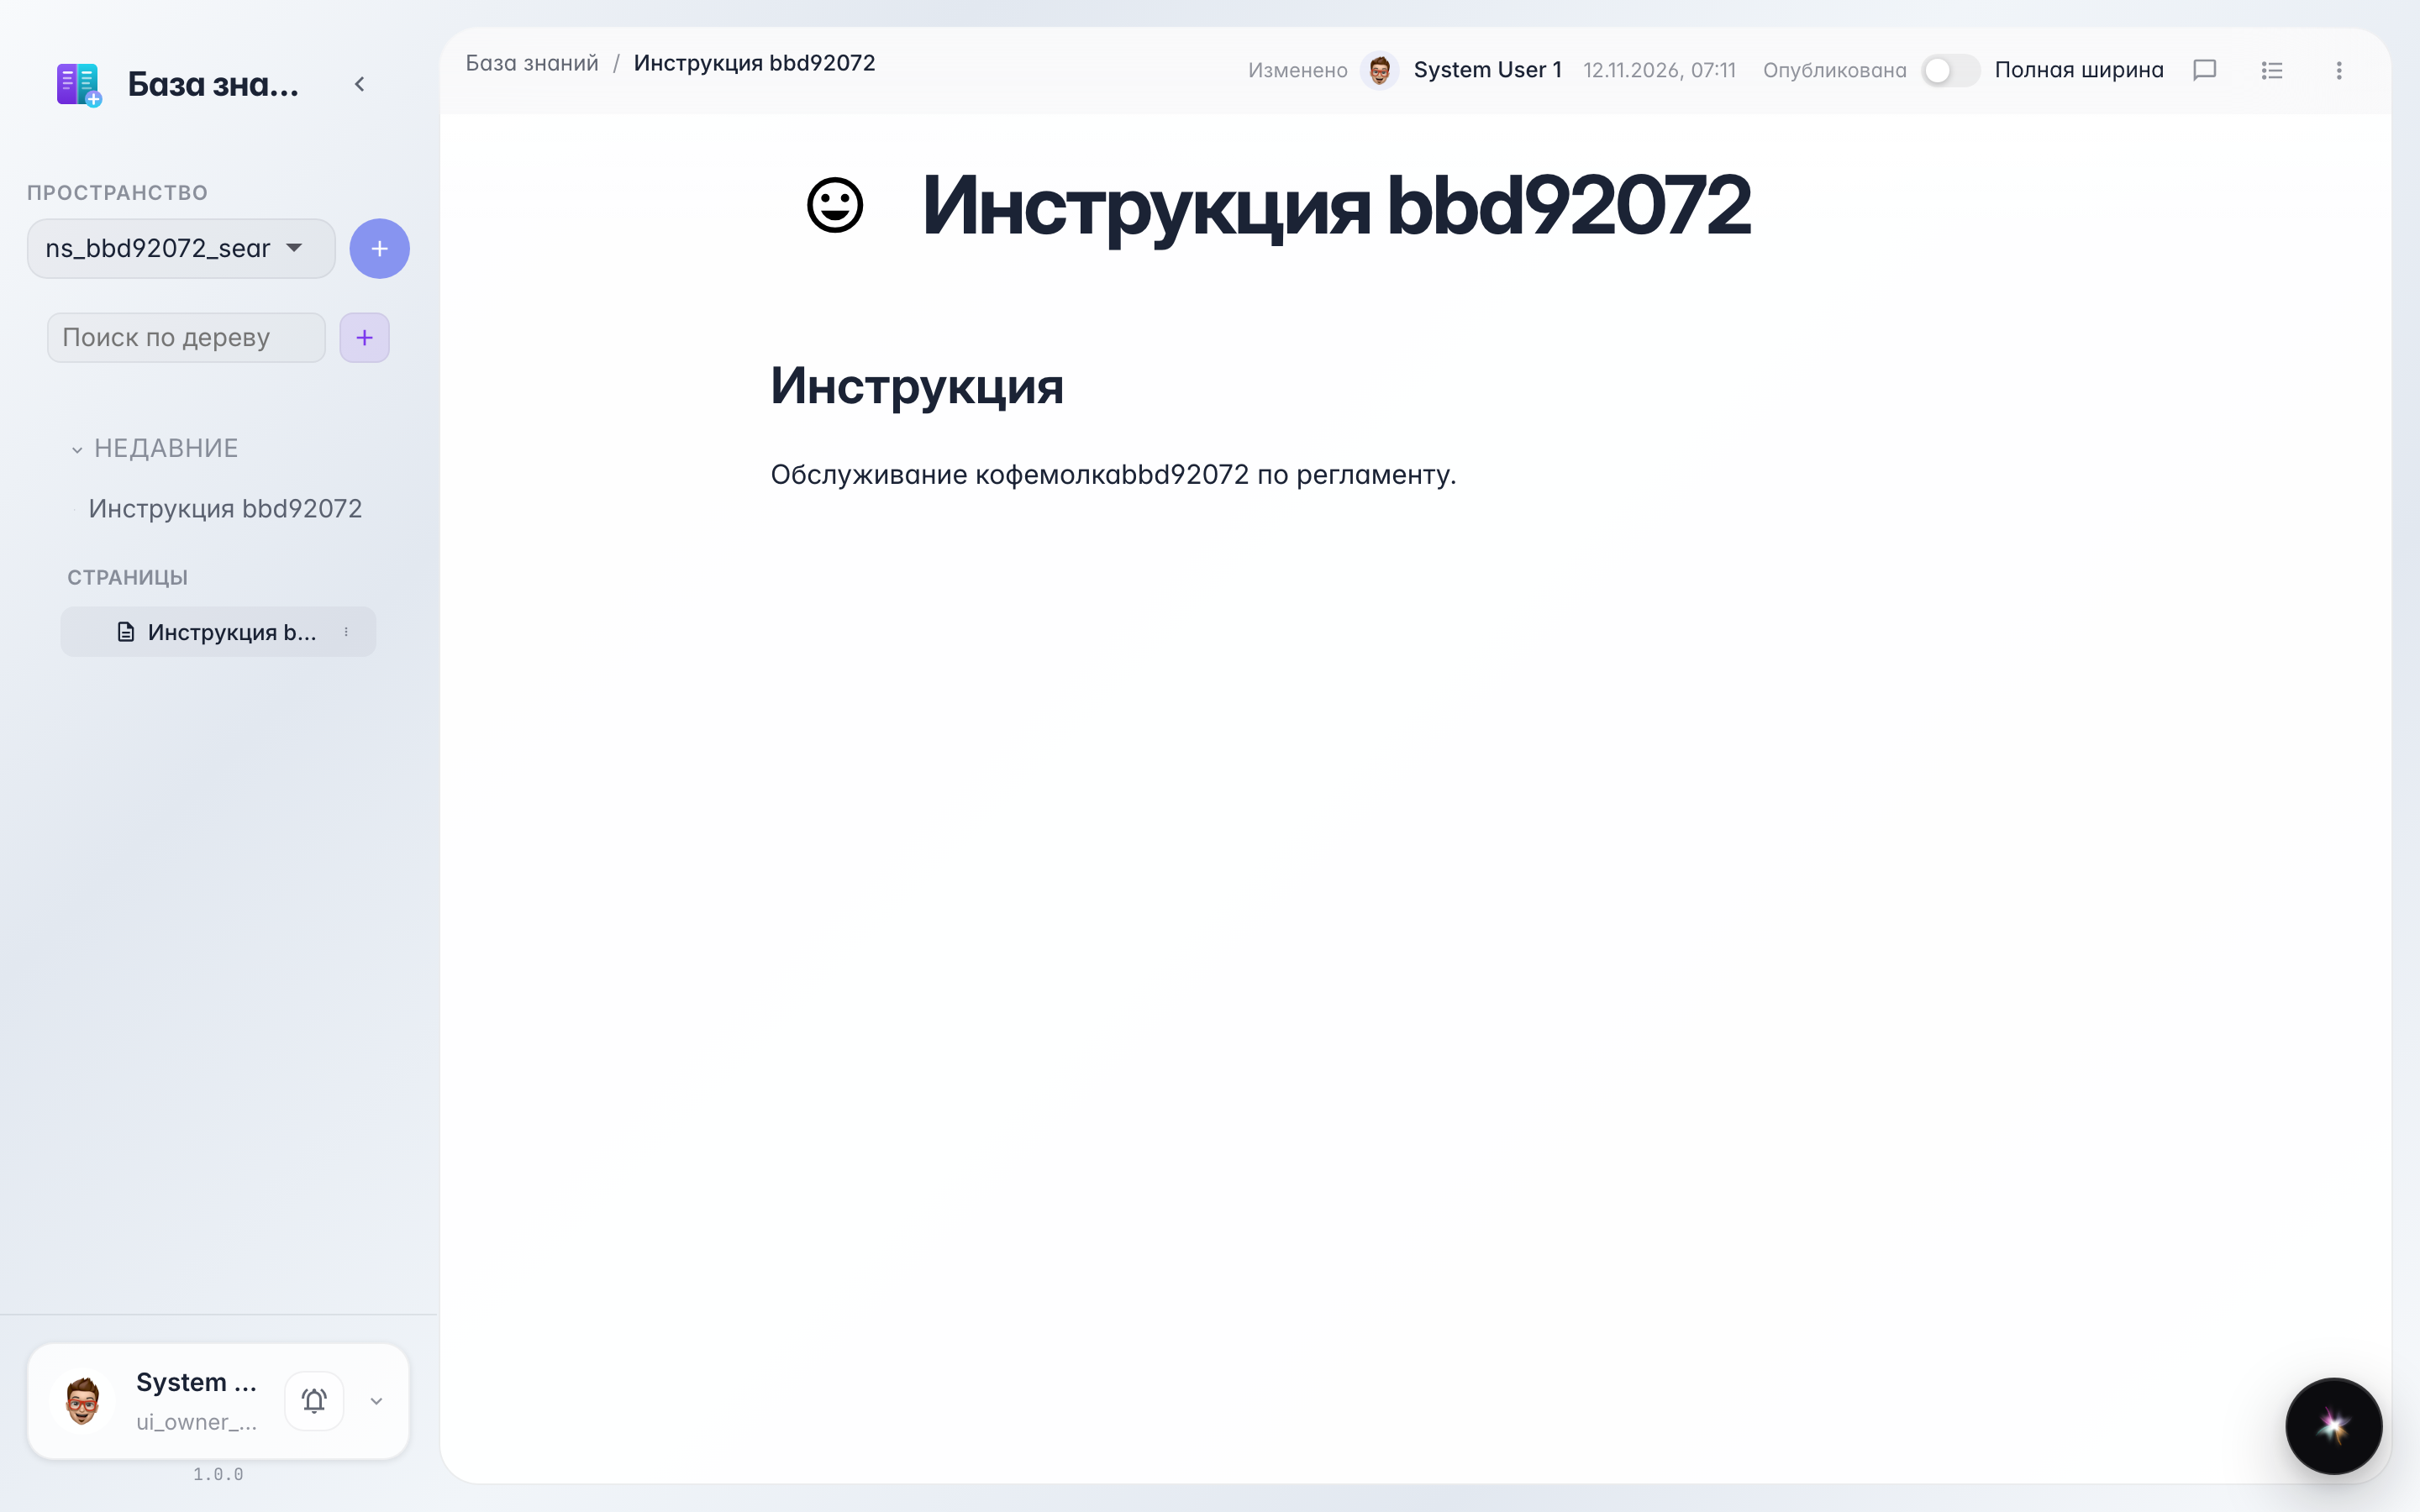 База зна...
ПРОСТРАНСТВО
ns_bbd92072_sear
Поиск по дереву
НЕДАВНИЕ
Инструкция bbd92072
СТРАНИЦЫ
Инструкция b...
System ...
ui_owner_...
1.0.0
База знаний / Инструкция bbd92072
Изменено System User 1 12.11.2026, 07:11 Опубликована Полная ширина
Инструкция bbd92072
Инструкция
Обслуживание кофемолкаbbd92072 по регламенту.